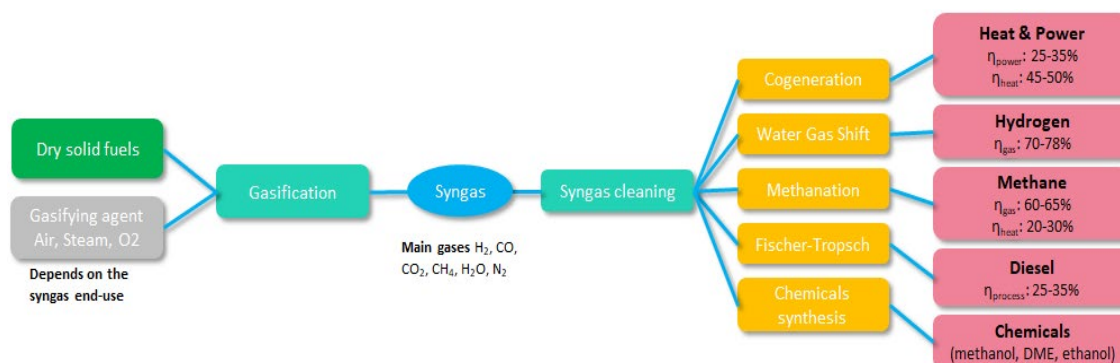 Dry solid fuels
Gasifying agent
Air, Steam, O2
Depends on the
syngas end-use
Gasification
Syngas
Main gases H₂, CO,
CO₂, CH₄, H₂O, N₂
Syngas cleaning
Cogeneration
Water Gas Shift
Methanation
Fischer-Tropsch
Chemicals
synthesis
Heat & Power
ηpower: 25-35%
ηheat: 45-50%
Hydrogen
ηgas: 70-78%
Methane
ηgas: 60-65%
ηheat: 20-30%
Diesel
ηprocess: 25-35%
Chemicals
(methanol, DME, ethanol)